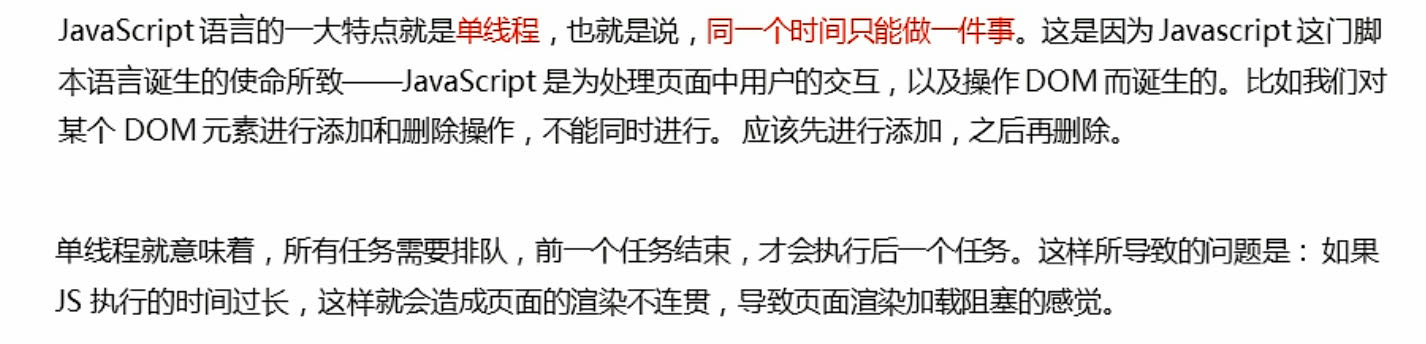 JavaScript 语言的一大特点就是单线程，也就是说，同一个时间只能做一件事。这是因为 Javascript 这门脚
本语言诞生的使命所致——JavaScript 是为处理页面中用户的交互，以及操作 DOM 而诞生的。比如我们对
某个 DOM 元素进行添加和删除操作，不能同时进行。 应该先进行添加，之后再删除。
单线程就意味着，所有任务需要排队，前一个任务结束，才会执行后一个任务。这样所导致的问题是： 如果
JS 执行的时间过长，这样就会造成页面的渲染不连贯，导致页面渲染加载阻塞的感觉。